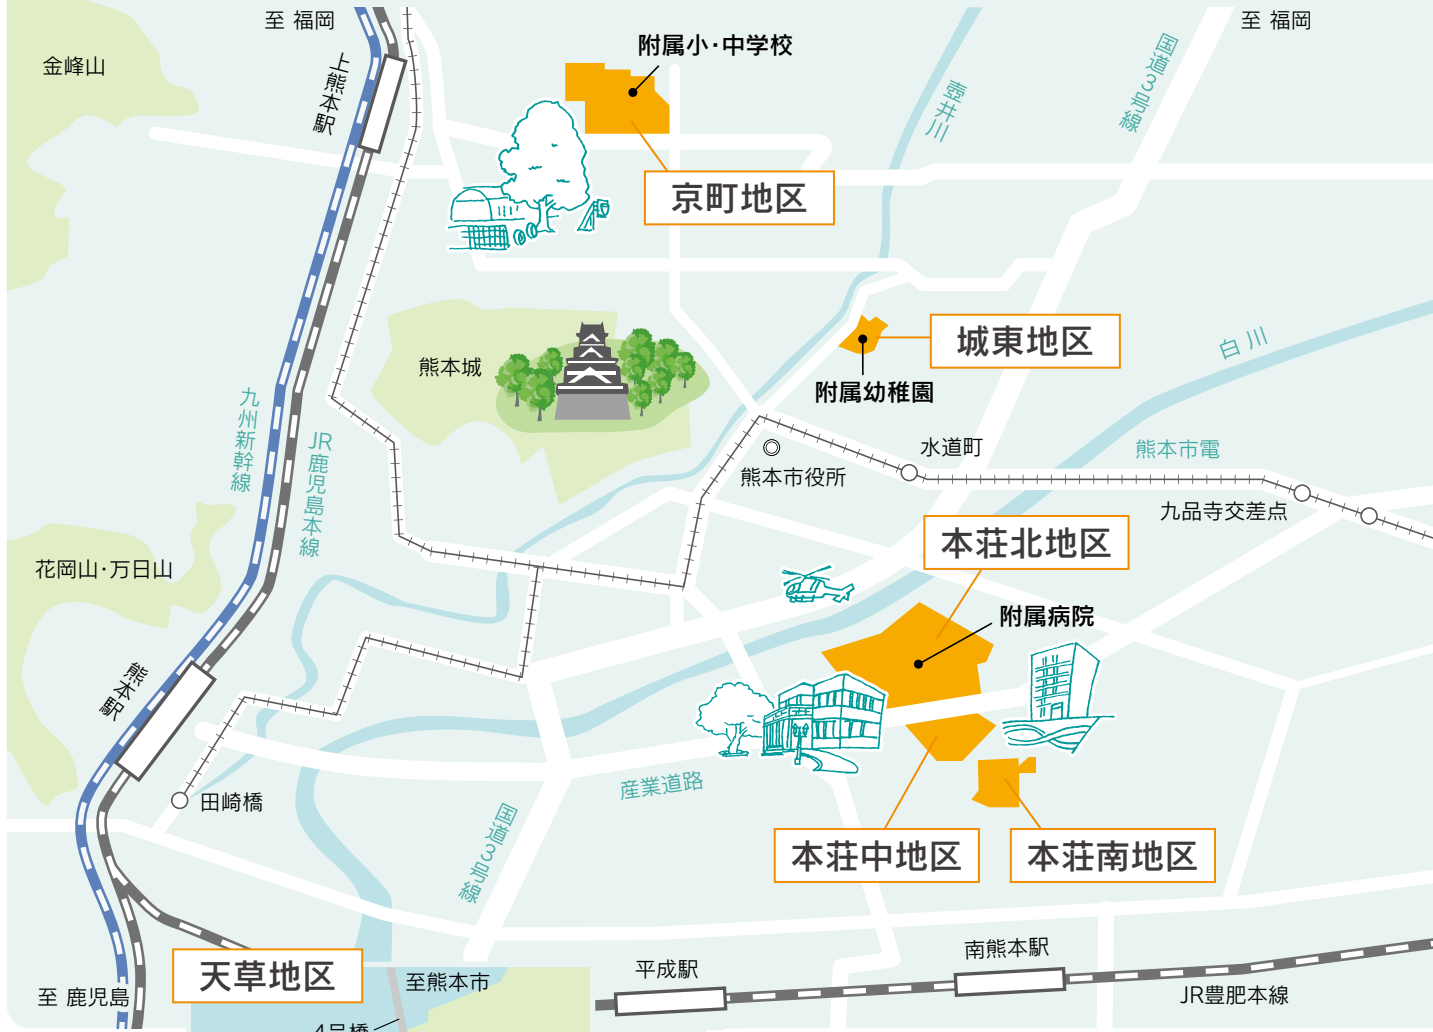 至 福岡
至 福岡
附属小・中学校
金峰山
上熊本駅
壺井川
国道3号線
京町地区
城東地区
白川
熊本城
附属幼稚園
九州新幹線
JR鹿児島本線
水道町
熊本市電
熊本市役所
九品寺交差点
本荘北地区
花岡山・万日山
附属病院
熊本駅
産業道路
田崎橋
国道3号線
本荘中地区
本荘南地区
南熊本駅
平成駅
天草地区
至熊本市
至 鹿児島
JR豊肥本線
4号橋